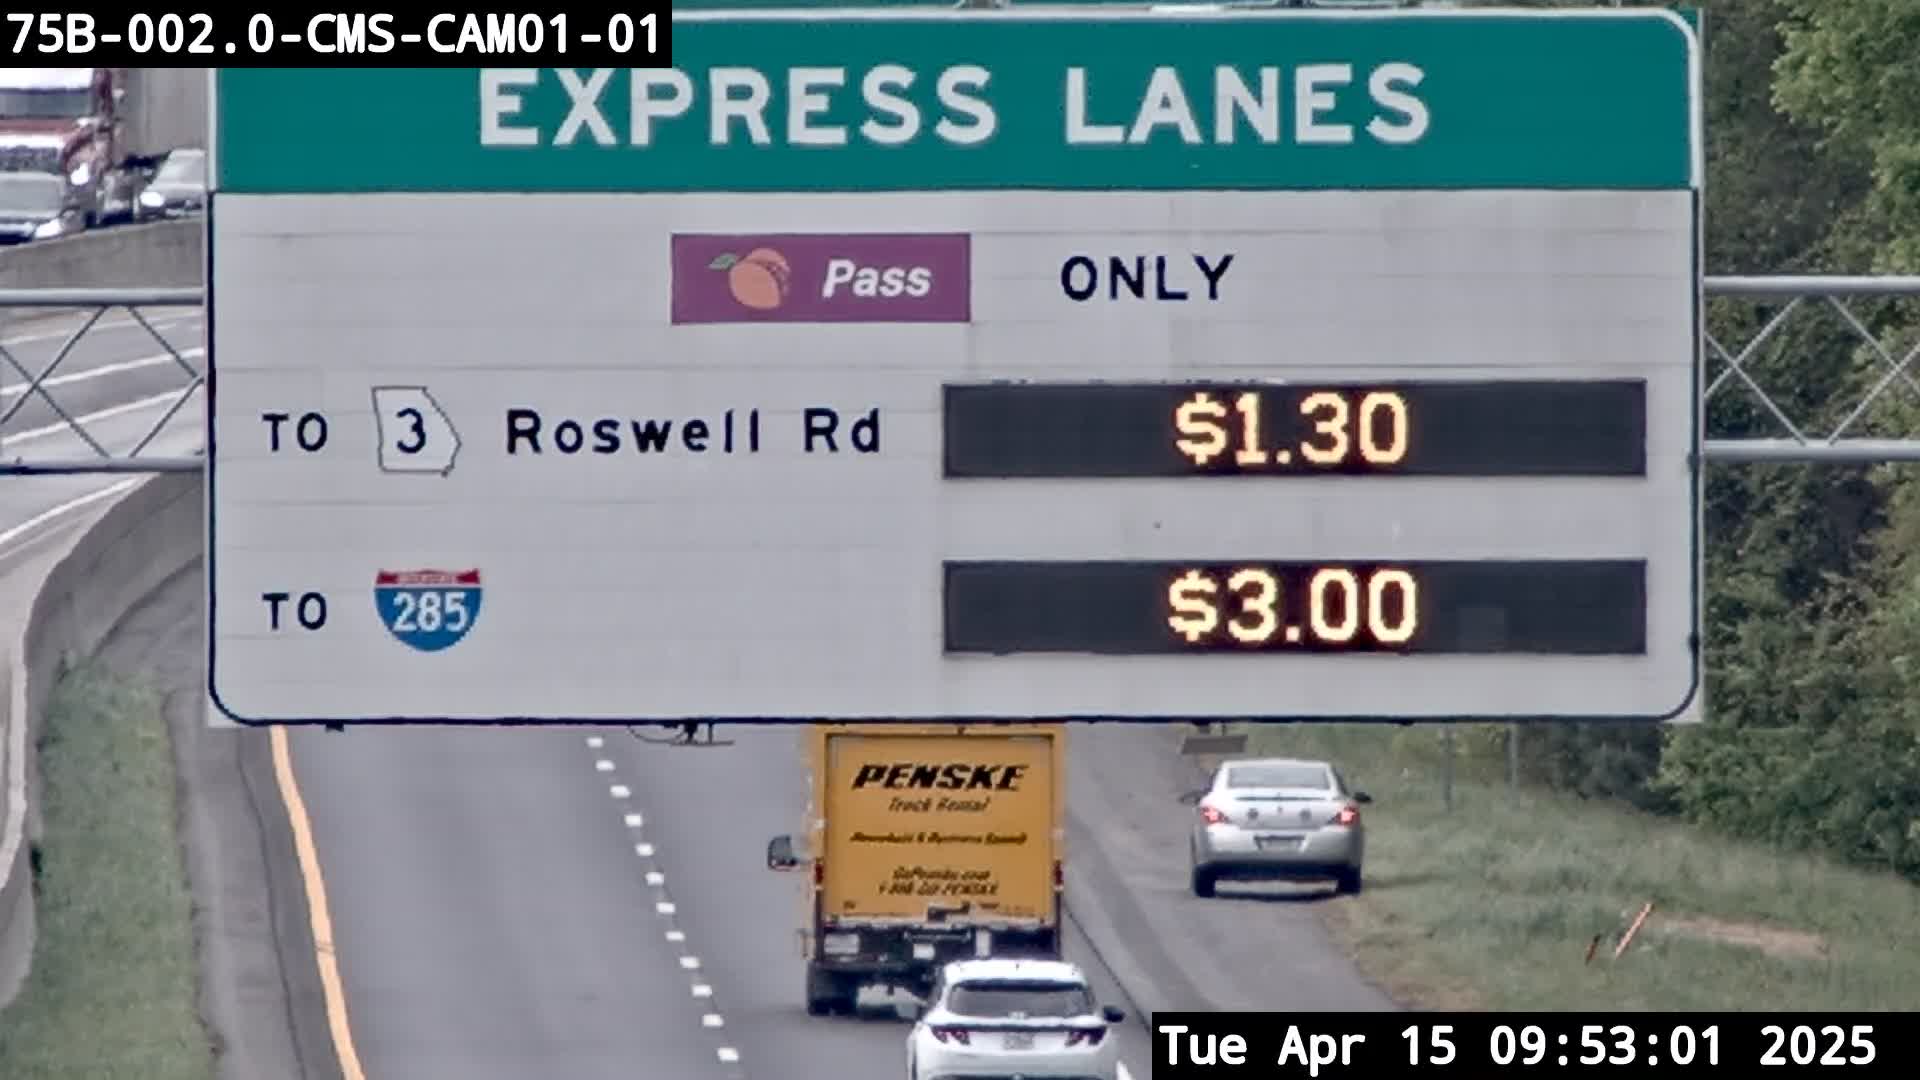 75B-002.0-CMS-CAM01-01
EXPRESS LANES
Pass ONLY
TO 3 Roswell Rd $1.30
TO 285 $3.00
PENSKE
Truck Rental
Tue Apr 15 09:53:01 2025